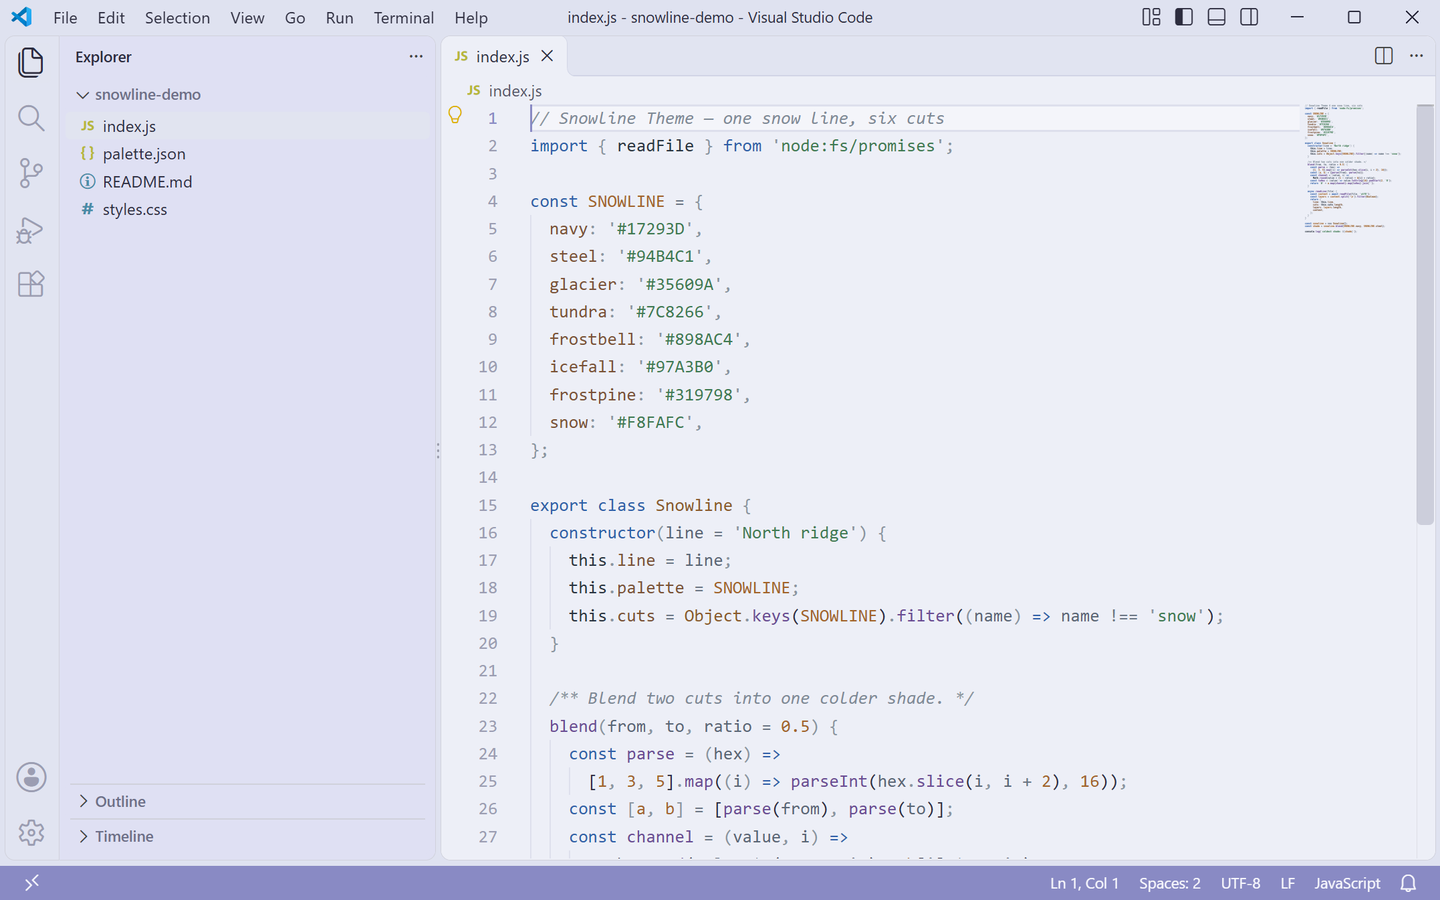 File Edit Selection View Go Run Terminal Help
index.js - snowline-demo - Visual Studio Code
Explorer
snowline-demo
JS index.js
{} palette.json
README.md
# styles.css
Outline
Timeline
JS index.js
JS index.js
1 // Snowline Theme — one snow line, six cuts
2 import { readFile } from 'node:fs/promises';
3
4 const SNOWLINE = {
5 navy: '#17293D',
6 steel: '#94B4C1',
7 glacier: '#35609A',
8 tundra: '#7C8266',
9 frostbell: '#898AC4',
10 icefall: '#97A3B0',
11 frostpine: '#319798',
12 snow: '#F8FAFC',
13 };
14
15 export class Snowline {
16 constructor(line = 'North ridge') {
17 this.line = line;
18 this.palette = SNOWLINE;
19 this.cuts = Object.keys(SNOWLINE).filter((name) => name !== 'snow');
20 }
21
22 /** Blend two cuts into one colder shade. */
23 blend(from, to, ratio = 0.5) {
24 const parse = (hex) =>
25 [1, 3, 5].map((i) => parseInt(hex.slice(i, i + 2), 16));
26 const [a, b] = [parse(from), parse(to)];
27 const channel = (value, i) =>
Ln 1, Col 1 Spaces: 2 UTF-8 LF JavaScript